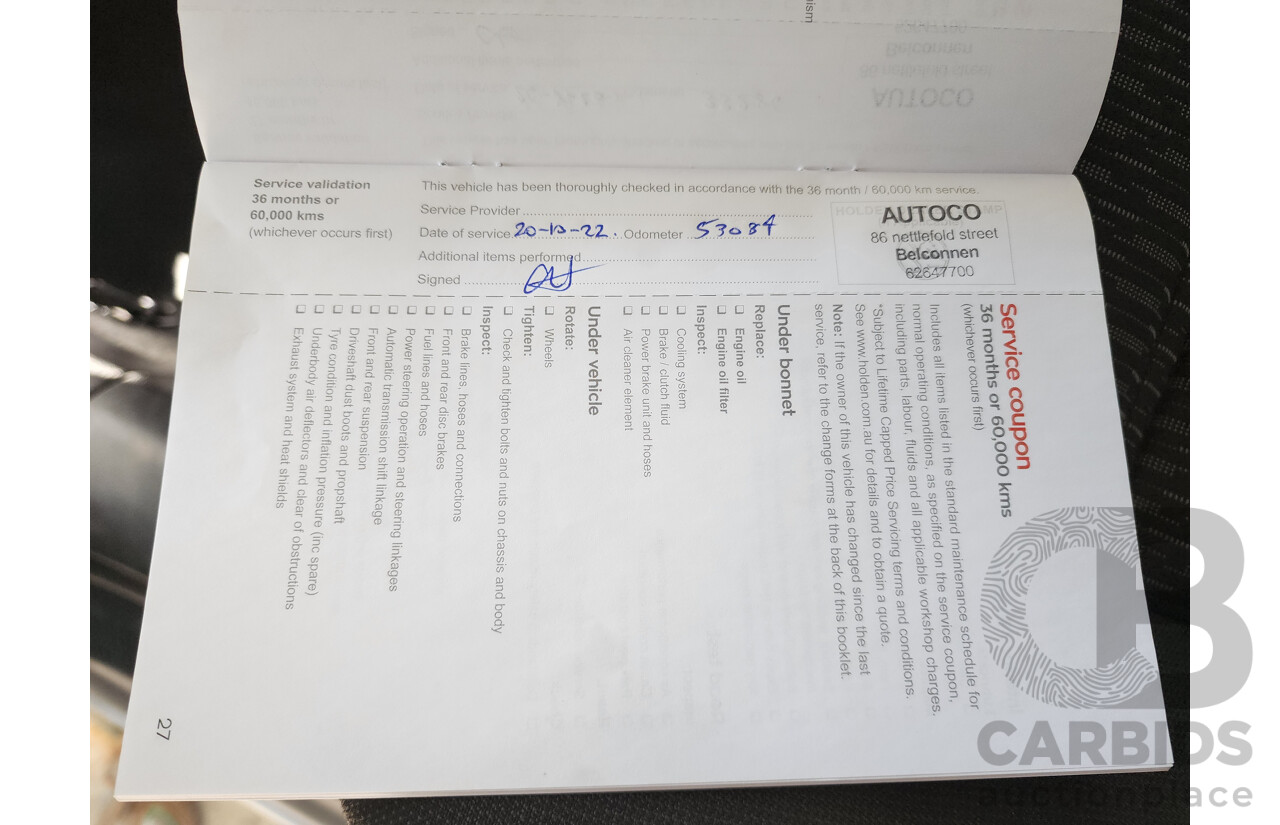 ism
AUTOCO
Service validation
36 months or
60,000 kms
(whichever occurs first)
This vehicle has been thoroughly checked in accordance with the 36 month / 60,000 km service.
Service Provider
Date of service 20-10-22. Odometer 53084
Additional items performed
Signed
AUTOCO
86 nettlefold street
Belconnen
62647700
Service coupon
36 months or 60,000 kms
(whichever occurs first)
Includes all items listed in the standard maintenance schedule for
normal operating conditions, as specified on the service coupon,
including parts, labour, fluids and all applicable workshop charges.
*Subject to Lifetime Capped Price Servicing terms and conditions.
See www.holden.com.au for details and to obtain a quote.
Note: If the owner of this vehicle has changed since the last
service, refer to the change forms at the back of this booklet.
Under bonnet
Replace:
❑ Engine oil
❑ Engine oil filter
Inspect:
❑ Cooling system
❑ Brake / clutch fluid
❑ Power brake unit and hoses
❑ Air cleaner element
Under vehicle
Rotate:
❑ Wheels
Tighten:
❑ Check and tighten bolts and nuts on chassis and body
Inspect:
❑ Brake lines, hoses and connections
❑ Front and rear disc brakes
❑ Fuel lines and hoses
❑ Power steering operation and steering linkages
❑ Automatic transmission shift linkage
❑ Front and rear suspension
❑ Driveshaft dust boots and propshaft
❑ Tyre condition and inflation pressure (inc spare)
❑ Underbody air deflectors and clear of obstructions
❑ Exhaust system and heat shields
27
CARBIDS
auctionplace